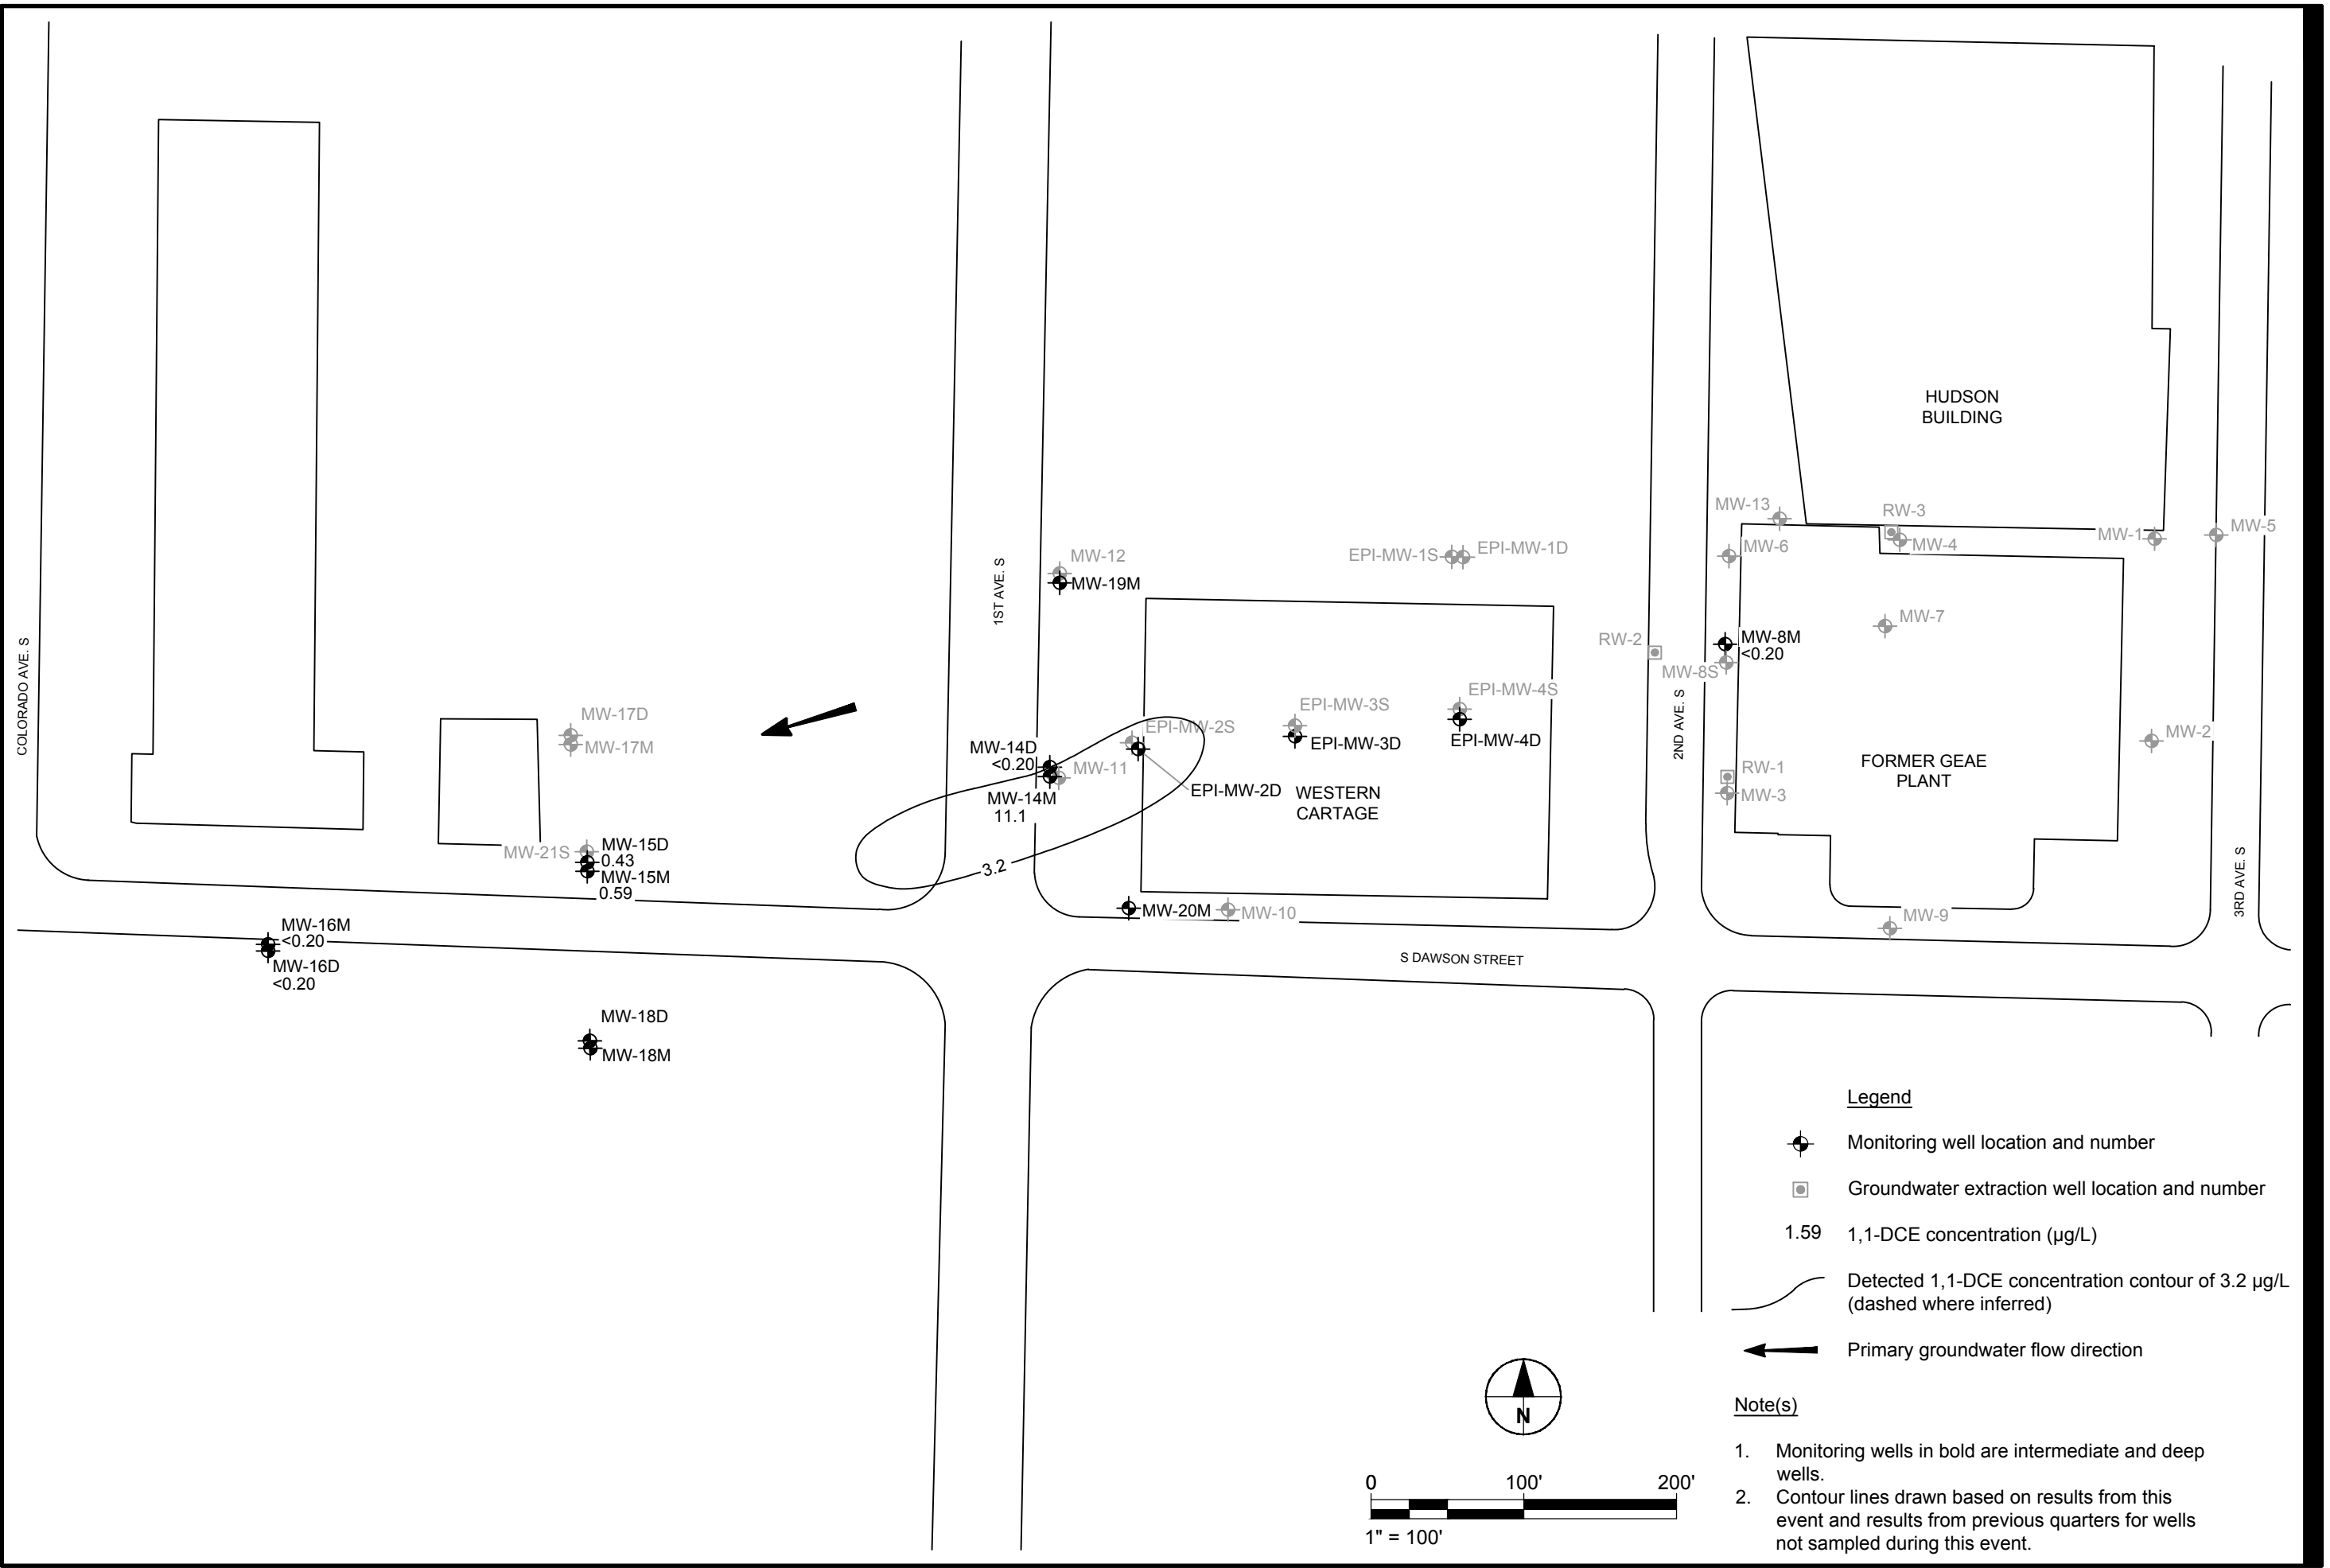 HUDSON
BUILDING
MW-13
RW-3
MW-4
MW-1
MW-5
MW-6
MW-12
MW-19M
EPI-MW-1S
EPI-MW-1D
1ST AVE. S
COLORADO AVE. S
RW-2
MW-8M
<0.20
MW-8S
MW-7
EPI-MW-4S
EPI-MW-4D
EPI-MW-3S
EPI-MW-3D
EPI-MW-2S
EPI-MW-2D
2ND AVE. S
MW-2
MW-17D
MW-17M
MW-14D
<0.20
MW-11
MW-14M
11.1
WESTERN
CARTAGE
FORMER GEAE
PLANT
RW-1
MW-3
3.2
MW-21S
MW-15D
0.43
MW-15M
0.59
3RD AVE. S
MW-20M
MW-10
MW-9
MW-16M
<0.20
MW-16D
<0.20
S DAWSON STREET
MW-18D
MW-18M
Legend
Monitoring well location and number
Groundwater extraction well location and number
1.59 1,1-DCE concentration (µg/L)
Detected 1,1-DCE concentration contour of 3.2 µg/L
(dashed where inferred)
Primary groundwater flow direction
N
0 100' 200'
1" = 100'
Note(s)
1. Monitoring wells in bold are intermediate and deep
wells.
2. Contour lines drawn based on results from this
event and results from previous quarters for wells
not sampled during this event.